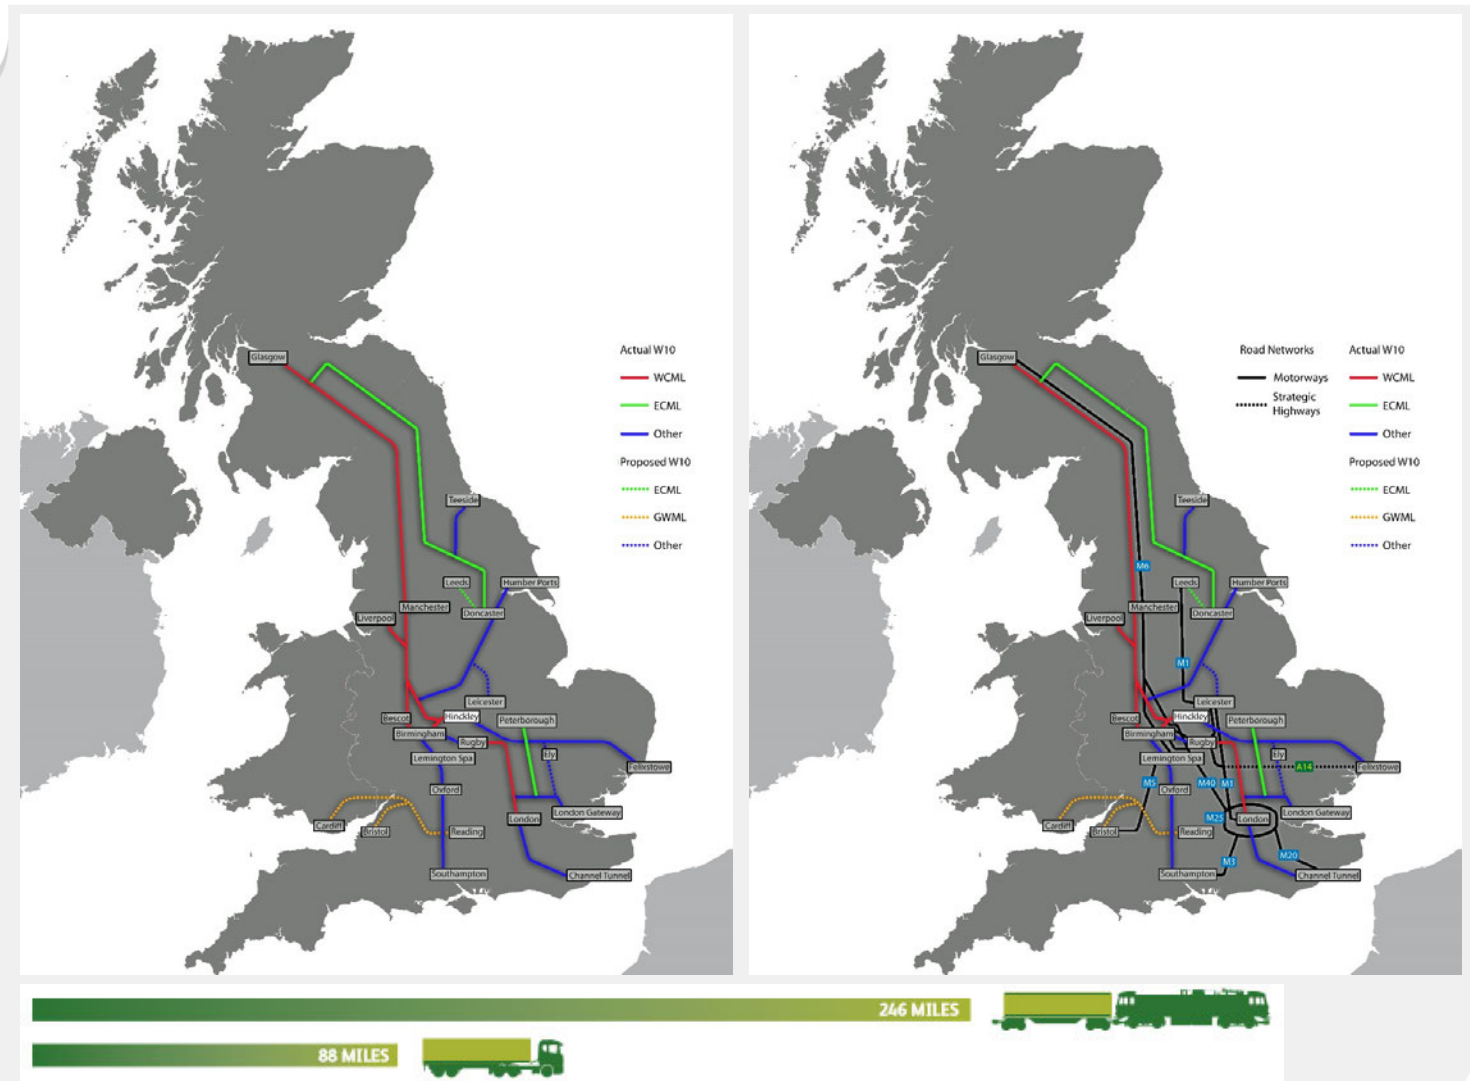 Glasgow
Actual W10
WCML
ECML
Other
Proposed W10
ECML
GWML
Other
Teeside
Leeds
Humber Ports
Manchester
Doncaster
Liverpool
Leicester
Bescot
Hinckley
Peterborough
Birmingham
Rugby
Lemington Spa
Ely
Felixstowe
Oxford
London Gateway
Cardiff
Bristol
Reading
London
Southampton
Channel Tunnel
Glasgow
Road Networks
Motorways
Strategic
Highways
Actual W10
WCML
ECML
Other
Proposed W10
ECML
GWML
Other
Teeside
M6
Leeds
Humber Ports
Manchester
Doncaster
Liverpool
M1
Leicester
Bescot
Hinckley
Peterborough
Birmingham
Rugby
Lemington Spa
Ely
A14
Felixstowe
M5
Oxford
M40
M1
London Gateway
Cardiff
Bristol
Reading
M25
London
M3
M20
Southampton
Channel Tunnel
246 MILES
88 MILES